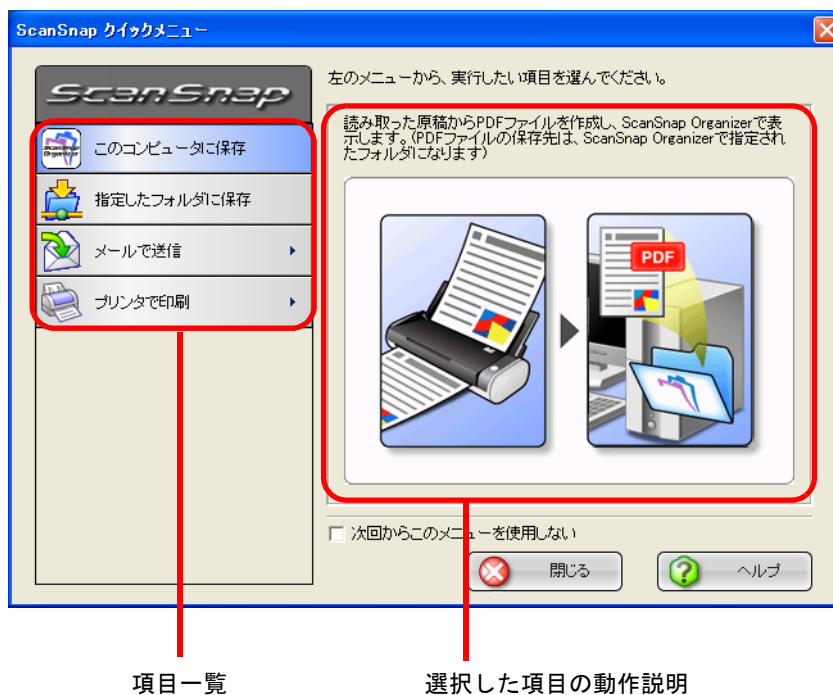 ScanSnap クイックメニュー
ScanSnap
左のメニューから、実行したい項目を選んでください。
このコンピュータに保存
指定したフォルダに保存
メールで送信
プリンタで印刷
読み取った原稿からPDFファイルを作成し、ScanSnap Organizerで表
示します。(PDFファイルの保存先は、ScanSnap Organizerで指定され
たフォルダになります)
PDF
次回からこのメニューを使用しない
閉じる
ヘルプ
項目一覧
選択した項目の動作説明